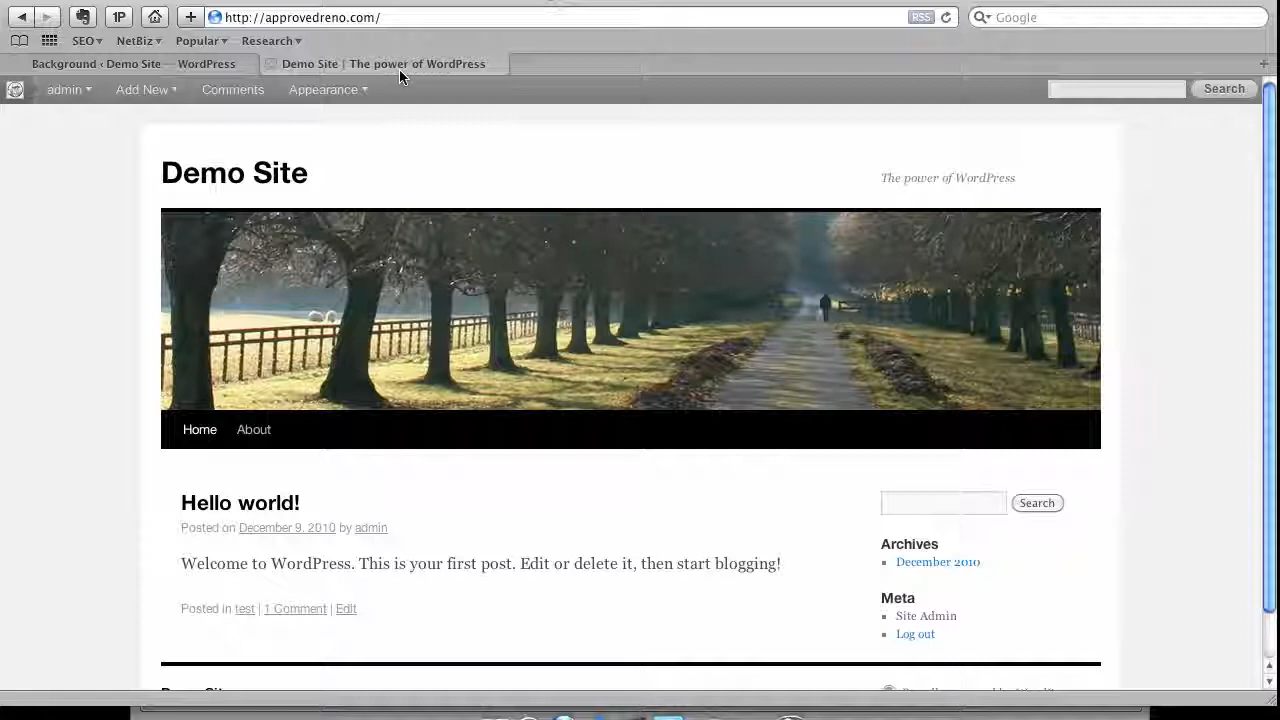 1P http://approvedreno.com/ RSS Google
SEO NetBiz Popular Research
Background ‹ Demo Site — WordPress Demo Site | The power of WordPress
admin Add New Comments Appearance Search
Demo Site
The power of WordPress
Home About
Hello world!
Posted on December 9, 2010 by admin
Welcome to WordPress. This is your first post. Edit or delete it, then start blogging!
Posted in test | 1 Comment | Edit
Search
Archives
December 2010
Meta
Site Admin
Log out